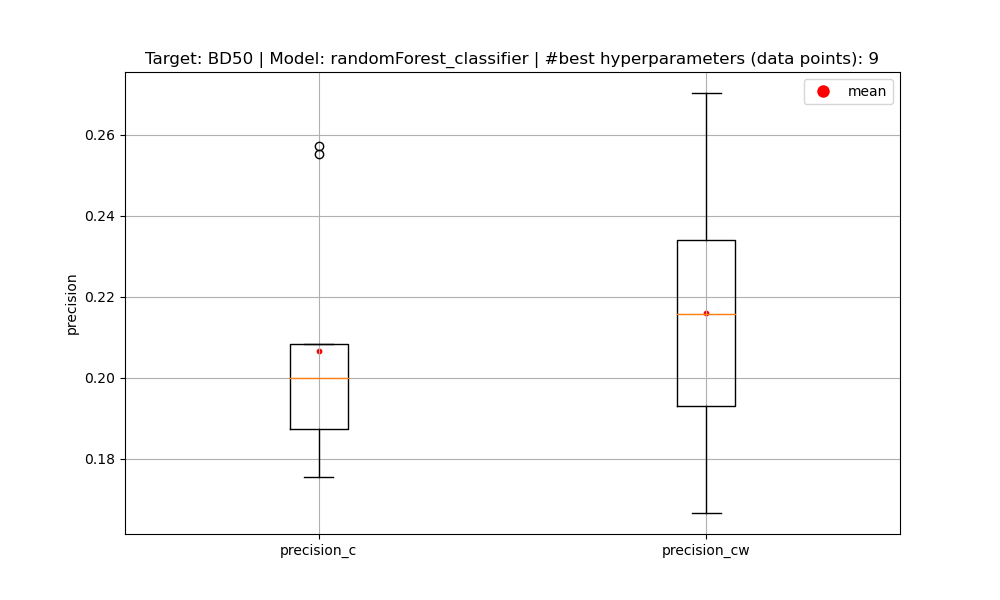 Target: BD50 | Model: randomForest_classifier | #best hyperparameters (data points): 9
mean
0.26
0.24
0.22
0.20
0.18
precision
precision_c
precision_cw